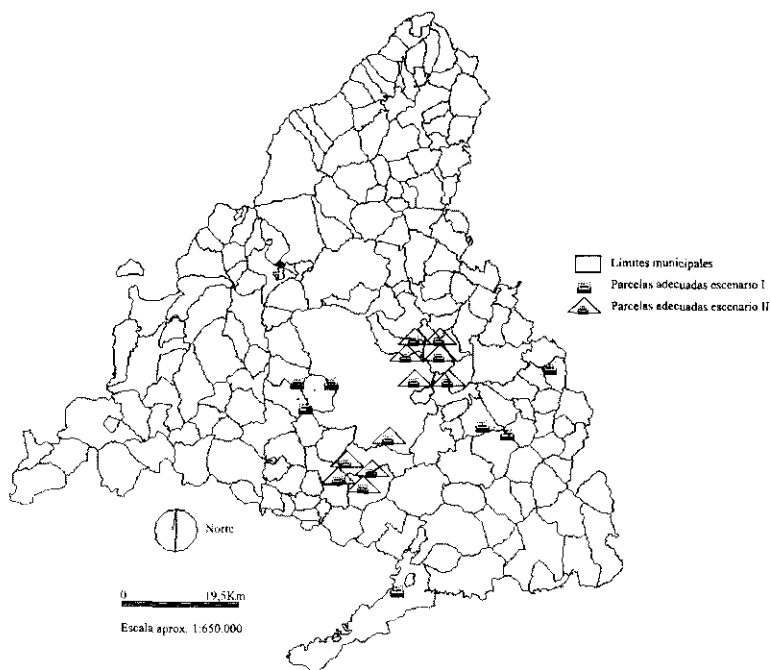 Límites municipales
Parcelas adecuadas escenario I
Parcelas adecuadas escenario II
Norte
0 19,5Km
Escala aprox. 1:650.000